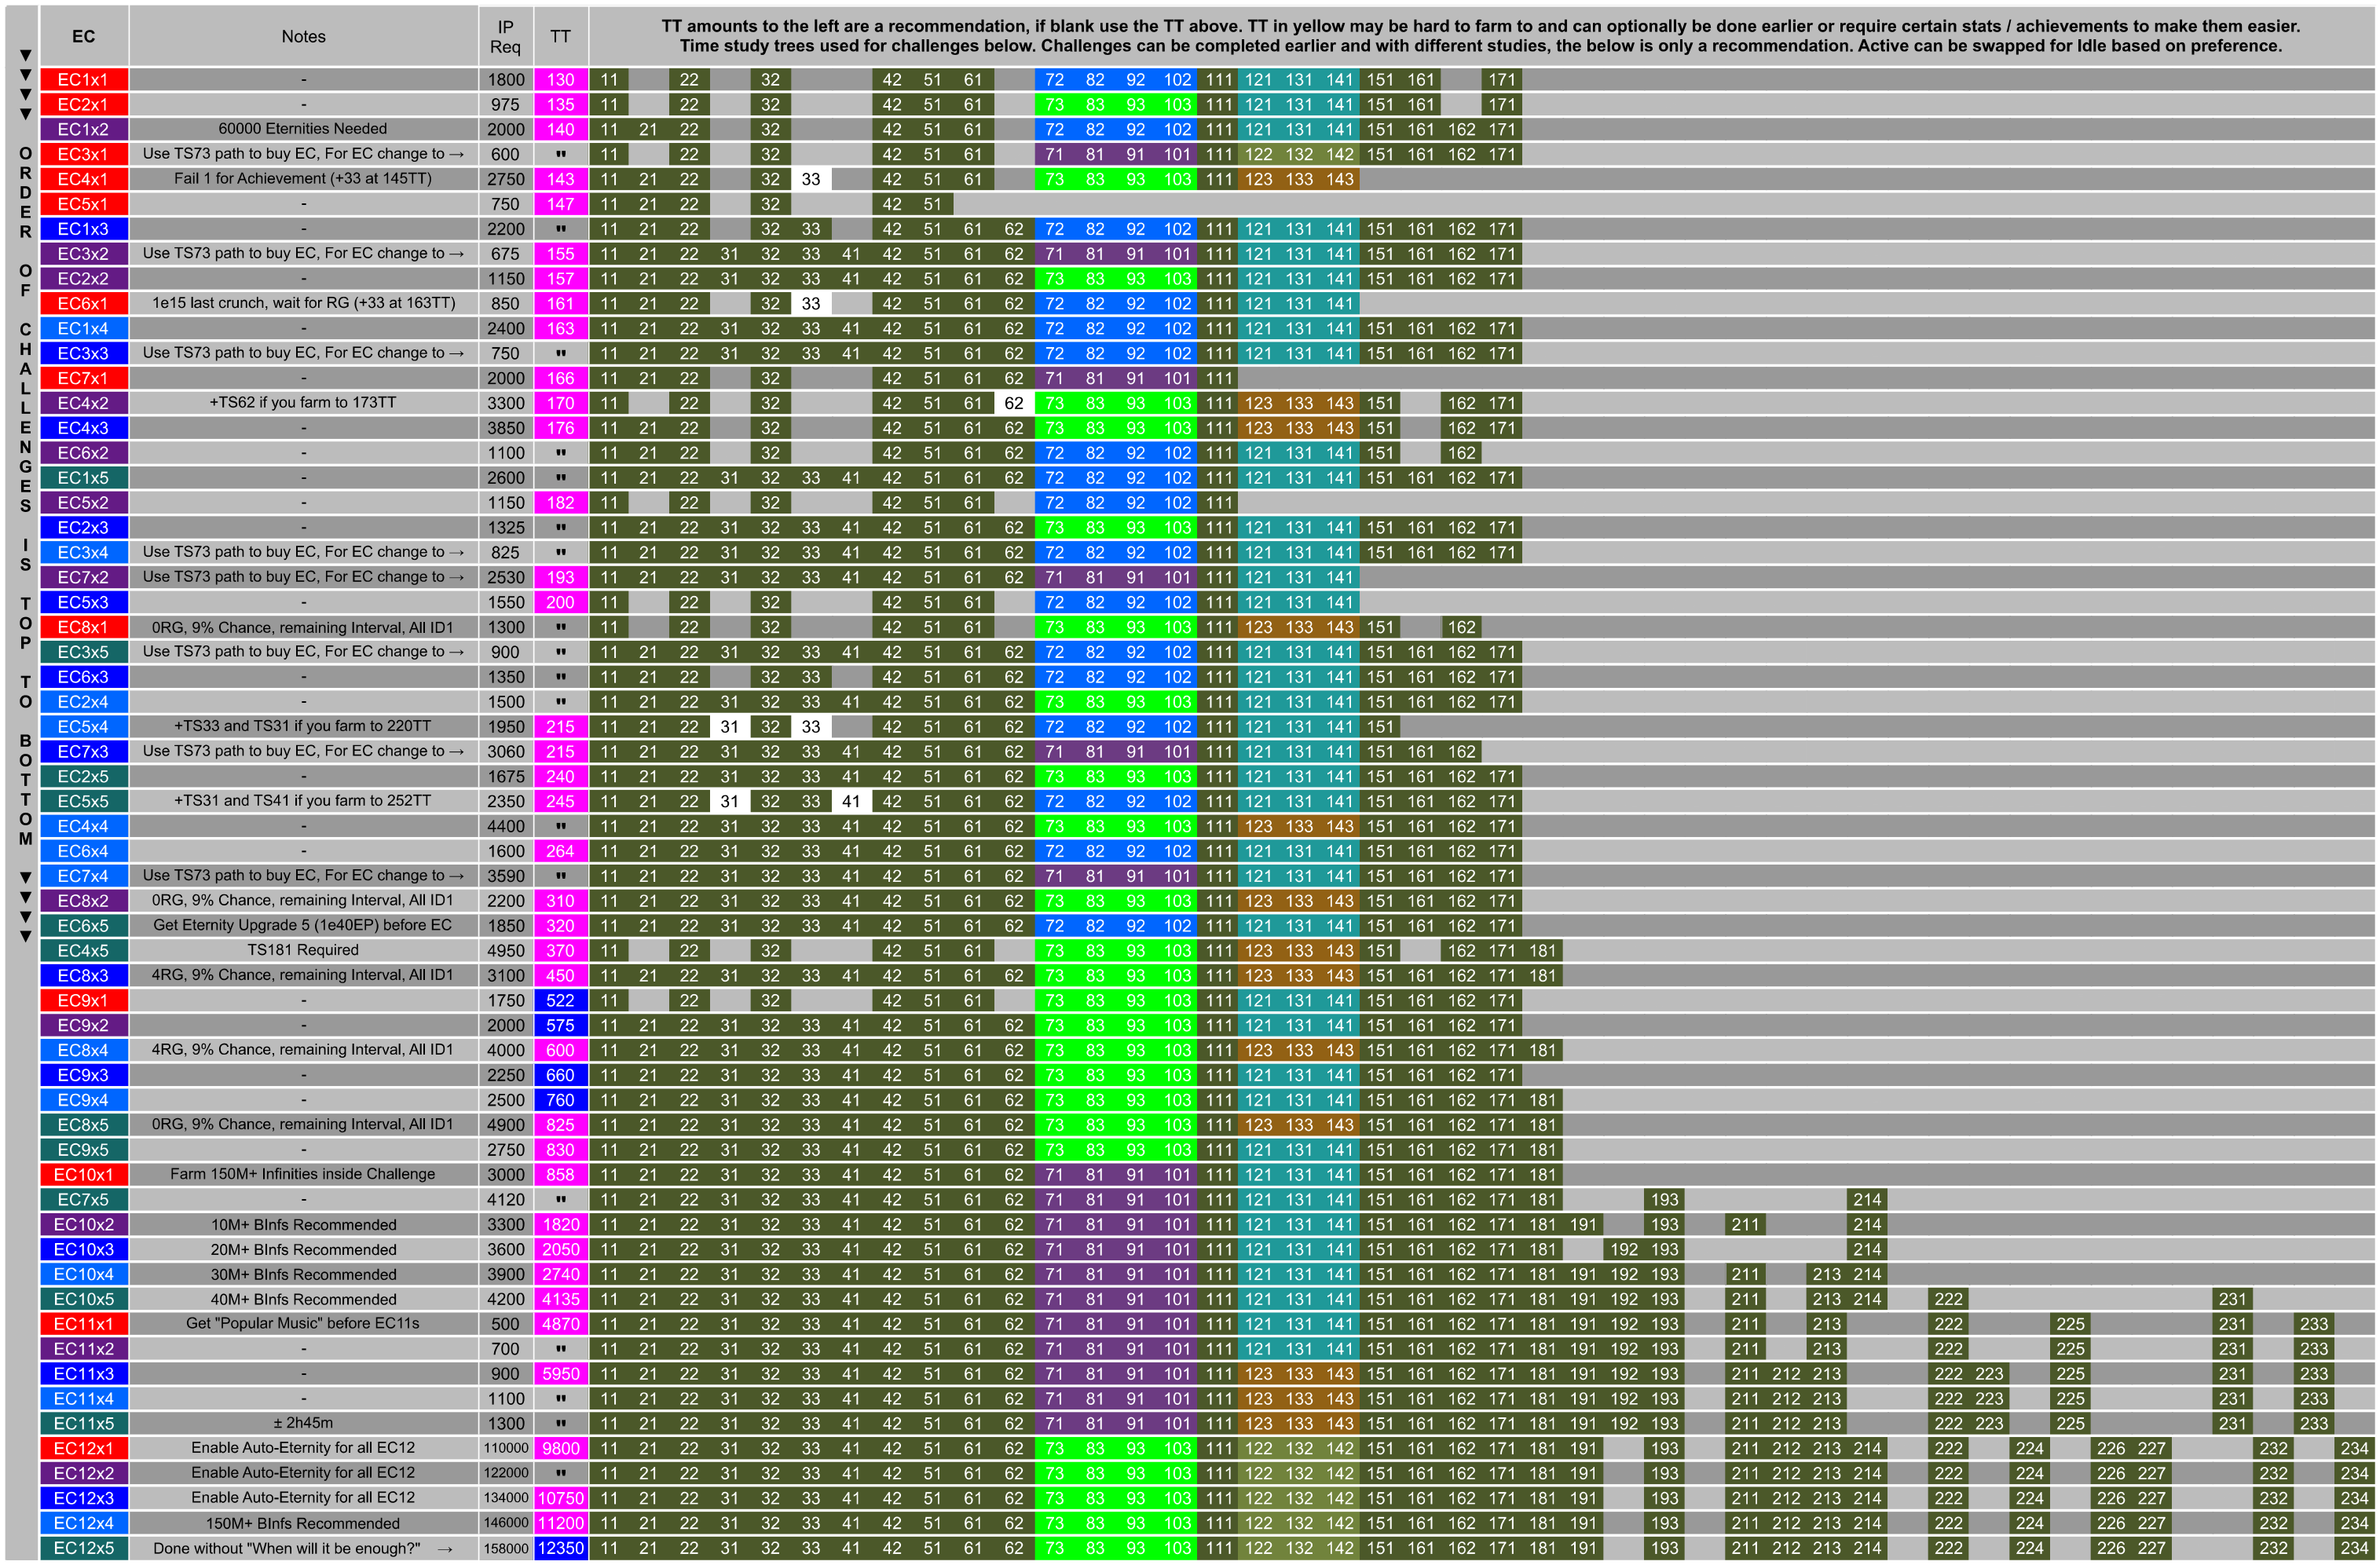 EC Notes IP Req TT TT amounts to the left are a recommendation, if blank use the TT above. TT in yellow may be hard to farm to and can optionally be done earlier or require certain stats / achievements to make them easier.
Time study trees used for challenges below. Challenges can be completed earlier and with different studies, the below is only a recommendation. Active can be swapped for Idle based on preference.
▼▼▼▼ ORDER OF CHALLENGES IS TOP TO BOTTOM ▼▼▼▼
EC1x1 - 1800 130 11 22 32 42 51 61 72 82 92 102 111 121 131 141 151 161 171
EC2x1 - 975 135 11 22 32 42 51 61 73 83 93 103 111 121 131 141 151 161 171
EC1x2 60000 Eternities Needed 2000 140 11 21 22 32 42 51 61 72 82 92 102 111 121 131 141 151 161 162 171
EC3x1 Use TS73 path to buy EC, For EC change to → 600 " 11 22 32 42 51 61 71 81 91 101 111 122 132 142 151 161 162 171
EC4x1 Fail 1 for Achievement (+33 at 145TT) 2750 143 11 21 22 32 33 42 51 61 73 83 93 103 111 123 133 143
EC5x1 - 750 147 11 21 22 32 42 51
EC1x3 - 2200 " 11 21 22 32 33 42 51 61 62 72 82 92 102 111 121 131 141 151 161 162 171
EC3x2 Use TS73 path to buy EC, For EC change to → 675 155 11 21 22 31 32 33 41 42 51 61 62 71 81 91 101 111 121 131 141 151 161 162 171
EC2x2 - 1150 157 11 21 22 31 32 33 41 42 51 61 62 73 83 93 103 111 121 131 141 151 161 162 171
EC6x1 1e15 last crunch, wait for RG (+33 at 163TT) 850 161 11 21 22 32 33 42 51 61 62 72 82 92 102 111 121 131 141
EC1x4 - 2400 163 11 21 22 31 32 33 41 42 51 61 62 72 82 92 102 111 121 131 141 151 161 162 171
EC3x3 Use TS73 path to buy EC, For EC change to → 750 " 11 21 22 31 32 33 41 42 51 61 62 72 82 92 102 111 121 131 141 151 161 162 171
EC7x1 - 2000 166 11 21 22 32 42 51 61 62 71 81 91 101 111
EC4x2 +TS62 if you farm to 173TT 3300 170 11 22 32 42 51 61 62 73 83 93 103 111 123 133 143 151 162 171
EC4x3 - 3850 176 11 21 22 32 42 51 61 62 73 83 93 103 111 123 133 143 151 162 171
EC6x2 - 1100 " 11 21 22 32 42 51 61 62 72 82 92 102 111 121 131 141 151 162
EC1x5 - 2600 " 11 21 22 31 32 33 41 42 51 61 62 72 82 92 102 111 121 131 141 151 161 162 171
EC5x2 - 1150 182 11 22 32 42 51 61 72 82 92 102 111
EC2x3 - 1325 " 11 21 22 31 32 33 41 42 51 61 62 73 83 93 103 111 121 131 141 151 161 162 171
EC3x4 Use TS73 path to buy EC, For EC change to → 825 " 11 21 22 31 32 33 41 42 51 61 62 72 82 92 102 111 121 131 141 151 161 162 171
EC7x2 Use TS73 path to buy EC, For EC change to → 2530 193 11 21 22 31 32 33 41 42 51 61 62 71 81 91 101 111 121 131 141
EC5x3 - 1550 200 11 22 32 42 51 61 72 82 92 102 111 121 131 141
EC8x1 0RG, 9% Chance, remaining Interval, All ID1 1300 " 11 22 32 42 51 61 73 83 93 103 111 123 133 143 151 162
EC3x5 Use TS73 path to buy EC, For EC change to → 900 " 11 21 22 31 32 33 41 42 51 61 62 72 82 92 102 111 121 131 141 151 161 162 171
EC6x3 - 1350 " 11 21 22 32 33 42 51 61 62 72 82 92 102 111 121 131 141 151 161 162 171
EC2x4 - 1500 " 11 21 22 31 32 33 41 42 51 61 62 73 83 93 103 111 121 131 141 151 161 162 171
EC5x4 +TS33 and TS31 if you farm to 220TT 1950 215 11 21 22 31 32 33 42 51 61 62 72 82 92 102 111 121 131 141 151
EC7x3 Use TS73 path to buy EC, For EC change to → 3060 215 11 21 22 31 32 33 41 42 51 61 62 71 81 91 101 111 121 131 141 151 161 162
EC2x5 - 1675 240 11 21 22 31 32 33 41 42 51 61 62 73 83 93 103 111 121 131 141 151 161 162 171
EC5x5 +TS31 and TS41 if you farm to 252TT 2350 245 11 21 22 31 32 33 41 42 51 61 62 72 82 92 102 111 121 131 141 151 161 162 171
EC4x4 - 4400 " 11 21 22 31 32 33 41 42 51 61 62 73 83 93 103 111 123 133 143 151 161 162 171
EC6x4 - 1600 264 11 21 22 31 32 33 41 42 51 61 62 72 82 92 102 111 121 131 141 151 161 162 171
EC7x4 Use TS73 path to buy EC, For EC change to → 3590 " 11 21 22 31 32 33 41 42 51 61 62 71 81 91 101 111 121 131 141 151 161 162 171
EC8x2 0RG, 9% Chance, remaining Interval, All ID1 2200 310 11 21 22 31 32 33 41 42 51 61 62 73 83 93 103 111 123 133 143 151 161 162 171
EC6x5 Get Eternity Upgrade 5 (1e40EP) before EC 1850 320 11 21 22 31 32 33 41 42 51 61 62 72 82 92 102 111 121 131 141 151 161 162 171
EC4x5 TS181 Required 4950 370 11 22 32 42 51 61 73 83 93 103 111 123 133 143 151 162 171 181
EC8x3 4RG, 9% Chance, remaining Interval, All ID1 3100 450 11 21 22 31 32 33 41 42 51 61 62 73 83 93 103 111 123 133 143 151 161 162 171 181
EC9x1 - 1750 522 11 22 32 42 51 61 73 83 93 103 111 121 131 141 151 161 162 171
EC9x2 - 2000 575 11 21 22 31 32 33 41 42 51 61 62 73 83 93 103 111 121 131 141 151 161 162 171
EC8x4 4RG, 9% Chance, remaining Interval, All ID1 4000 600 11 21 22 31 32 33 41 42 51 61 62 73 83 93 103 111 123 133 143 151 161 162 171 181
EC9x3 - 2250 660 11 21 22 31 32 33 41 42 51 61 62 73 83 93 103 111 121 131 141 151 161 162 171
EC9x4 - 2500 760 11 21 22 31 32 33 41 42 51 61 62 73 83 93 103 111 121 131 141 151 161 162 171 181
EC8x5 0RG, 9% Chance, remaining Interval, All ID1 4900 825 11 21 22 31 32 33 41 42 51 61 62 73 83 93 103 111 123 133 143 151 161 162 171 181
EC9x5 - 2750 830 11 21 22 31 32 33 41 42 51 61 62 73 83 93 103 111 121 131 141 151 161 162 171 181
EC10x1 Farm 150M+ Infinities inside Challenge 3000 858 11 21 22 31 32 33 41 42 51 61 62 71 81 91 101 111 121 131 141 151 161 162 171 181
EC7x5 - 4120 " 11 21 22 31 32 33 41 42 51 61 62 71 81 91 101 111 121 131 141 151 161 162 171 181 193 214
EC10x2 10M+ BInfs Recommended 3300 1820 11 21 22 31 32 33 41 42 51 61 62 71 81 91 101 111 121 131 141 151 161 162 171 181 191 193 211 214
EC10x3 20M+ BInfs Recommended 3600 2050 11 21 22 31 32 33 41 42 51 61 62 71 81 91 101 111 121 131 141 151 161 162 171 181 192 193 214
EC10x4 30M+ BInfs Recommended 3900 2740 11 21 22 31 32 33 41 42 51 61 62 71 81 91 101 111 121 131 141 151 161 162 171 181 191 192 193 211 213 214
EC10x5 40M+ BInfs Recommended 4200 4135 11 21 22 31 32 33 41 42 51 61 62 71 81 91 101 111 121 131 141 151 161 162 171 181 191 192 193 211 213 214 222 231
EC11x1 Get "Popular Music" before EC11s 500 4870 11 21 22 31 32 33 41 42 51 61 62 71 81 91 101 111 121 131 141 151 161 162 171 181 191 192 193 211 213 222 225 231 233
EC11x2 - 700 " 11 21 22 31 32 33 41 42 51 61 62 71 81 91 101 111 121 131 141 151 161 162 171 181 191 192 193 211 213 222 225 231 233
EC11x3 - 900 5950 11 21 22 31 32 33 41 42 51 61 62 71 81 91 101 111 123 133 143 151 161 162 171 181 191 192 193 211 212 213 222 223 225 231 233
EC11x4 - 1100 " 11 21 22 31 32 33 41 42 51 61 62 71 81 91 101 111 123 133 143 151 161 162 171 181 191 192 193 211 212 213 222 223 225 231 233
EC11x5 ± 2h45m 1300 " 11 21 22 31 32 33 41 42 51 61 62 71 81 91 101 111 123 133 143 151 161 162 171 181 191 192 193 211 212 213 222 223 225 231 233
EC12x1 Enable Auto-Eternity for all EC12 110000 9800 11 21 22 31 32 33 41 42 51 61 62 73 83 93 103 111 122 132 142 151 161 162 171 181 191 193 211 212 213 214 222 224 226 227 232 234
EC12x2 Enable Auto-Eternity for all EC12 122000 " 11 21 22 31 32 33 41 42 51 61 62 73 83 93 103 111 122 132 142 151 161 162 171 181 191 193 211 212 213 214 222 224 226 227 232 234
EC12x3 Enable Auto-Eternity for all EC12 134000 10750 11 21 22 31 32 33 41 42 51 61 62 73 83 93 103 111 122 132 142 151 161 162 171 181 191 193 211 212 213 214 222 224 226 227 232 234
EC12x4 150M+ BInfs Recommended 146000 11200 11 21 22 31 32 33 41 42 51 61 62 73 83 93 103 111 122 132 142 151 161 162 171 181 191 193 211 212 213 214 222 224 226 227 232 234
EC12x5 Done without "When will it be enough?" → 158000 12350 11 21 22 31 32 33 41 42 51 61 62 73 83 93 103 111 122 132 142 151 161 162 171 181 191 193 211 212 213 214 222 224 226 227 232 234